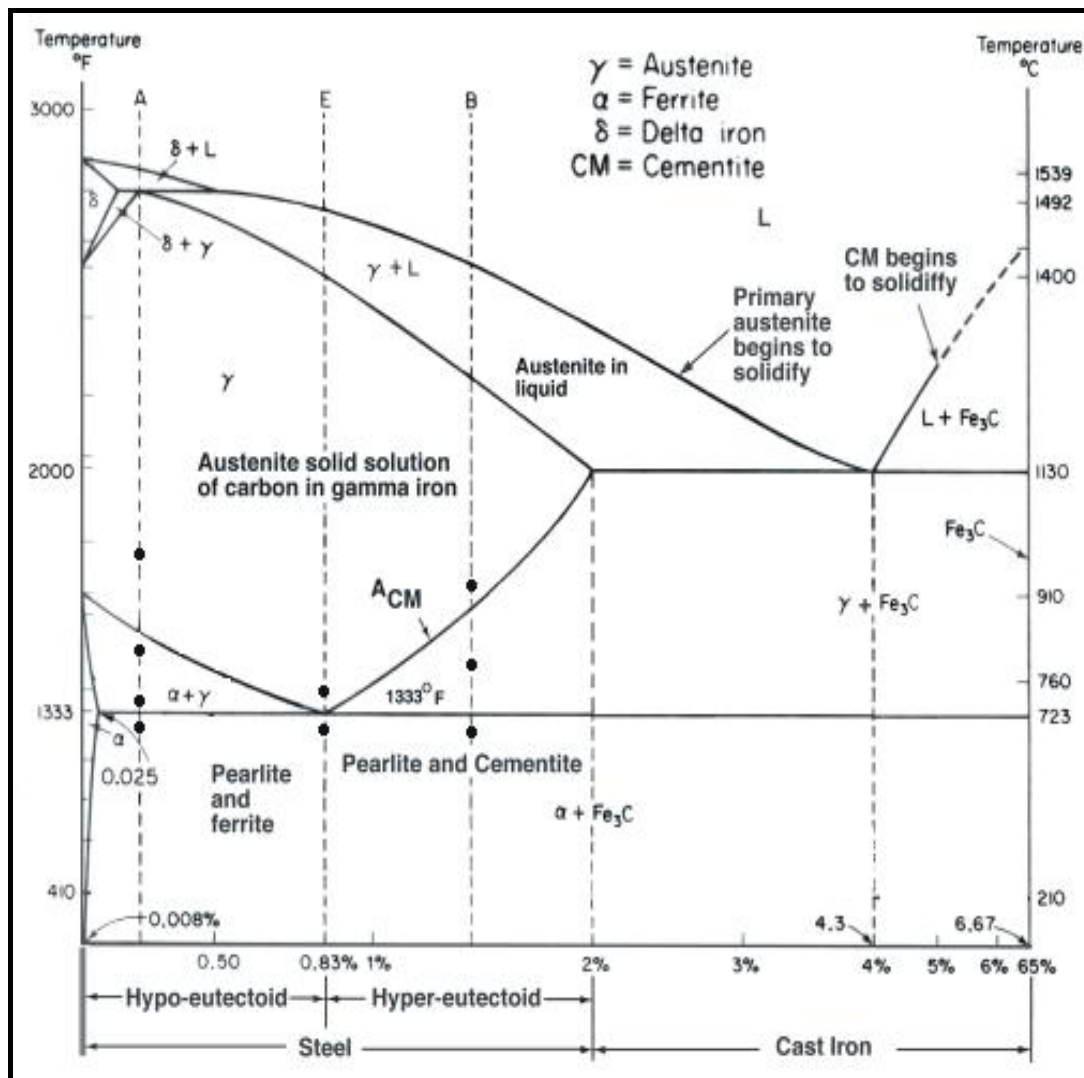 Temperature
°F
Temperature
°C
γ = Austenite
α = Ferrite
δ = Delta iron
CM = Cementite
A
E
B
3000
δ + L
1539
1492
δ
L
δ + γ
γ + L
CM begins
to solidiffy
1400
Primary
austenite
begins to
solidify
Austenite in
liquid
γ
L + Fe₃C
Austenite solid solution
of carbon in gamma iron
2000
1130
Fe₃C
A_CM
910
γ + Fe₃C
α + γ
1333°F
760
1333
723
α
0.025
Pearlite
and
ferrite
Pearlite and Cementite
α + Fe₃C
410
210
0.008%
4.3
6.67
0.50
0.83%
1%
2%
3%
4%
5%
6%
65%
Hypo-eutectoid
Hyper-eutectoid
Steel
Cast Iron